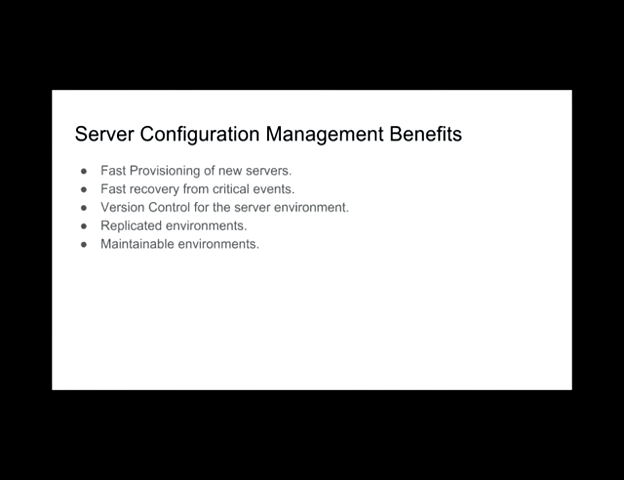 Server Configuration Management Benefits
● Fast Provisioning of new servers.
● Fast recovery from critical events.
● Version Control for the server environment.
● Replicated environments.
● Maintainable environments.